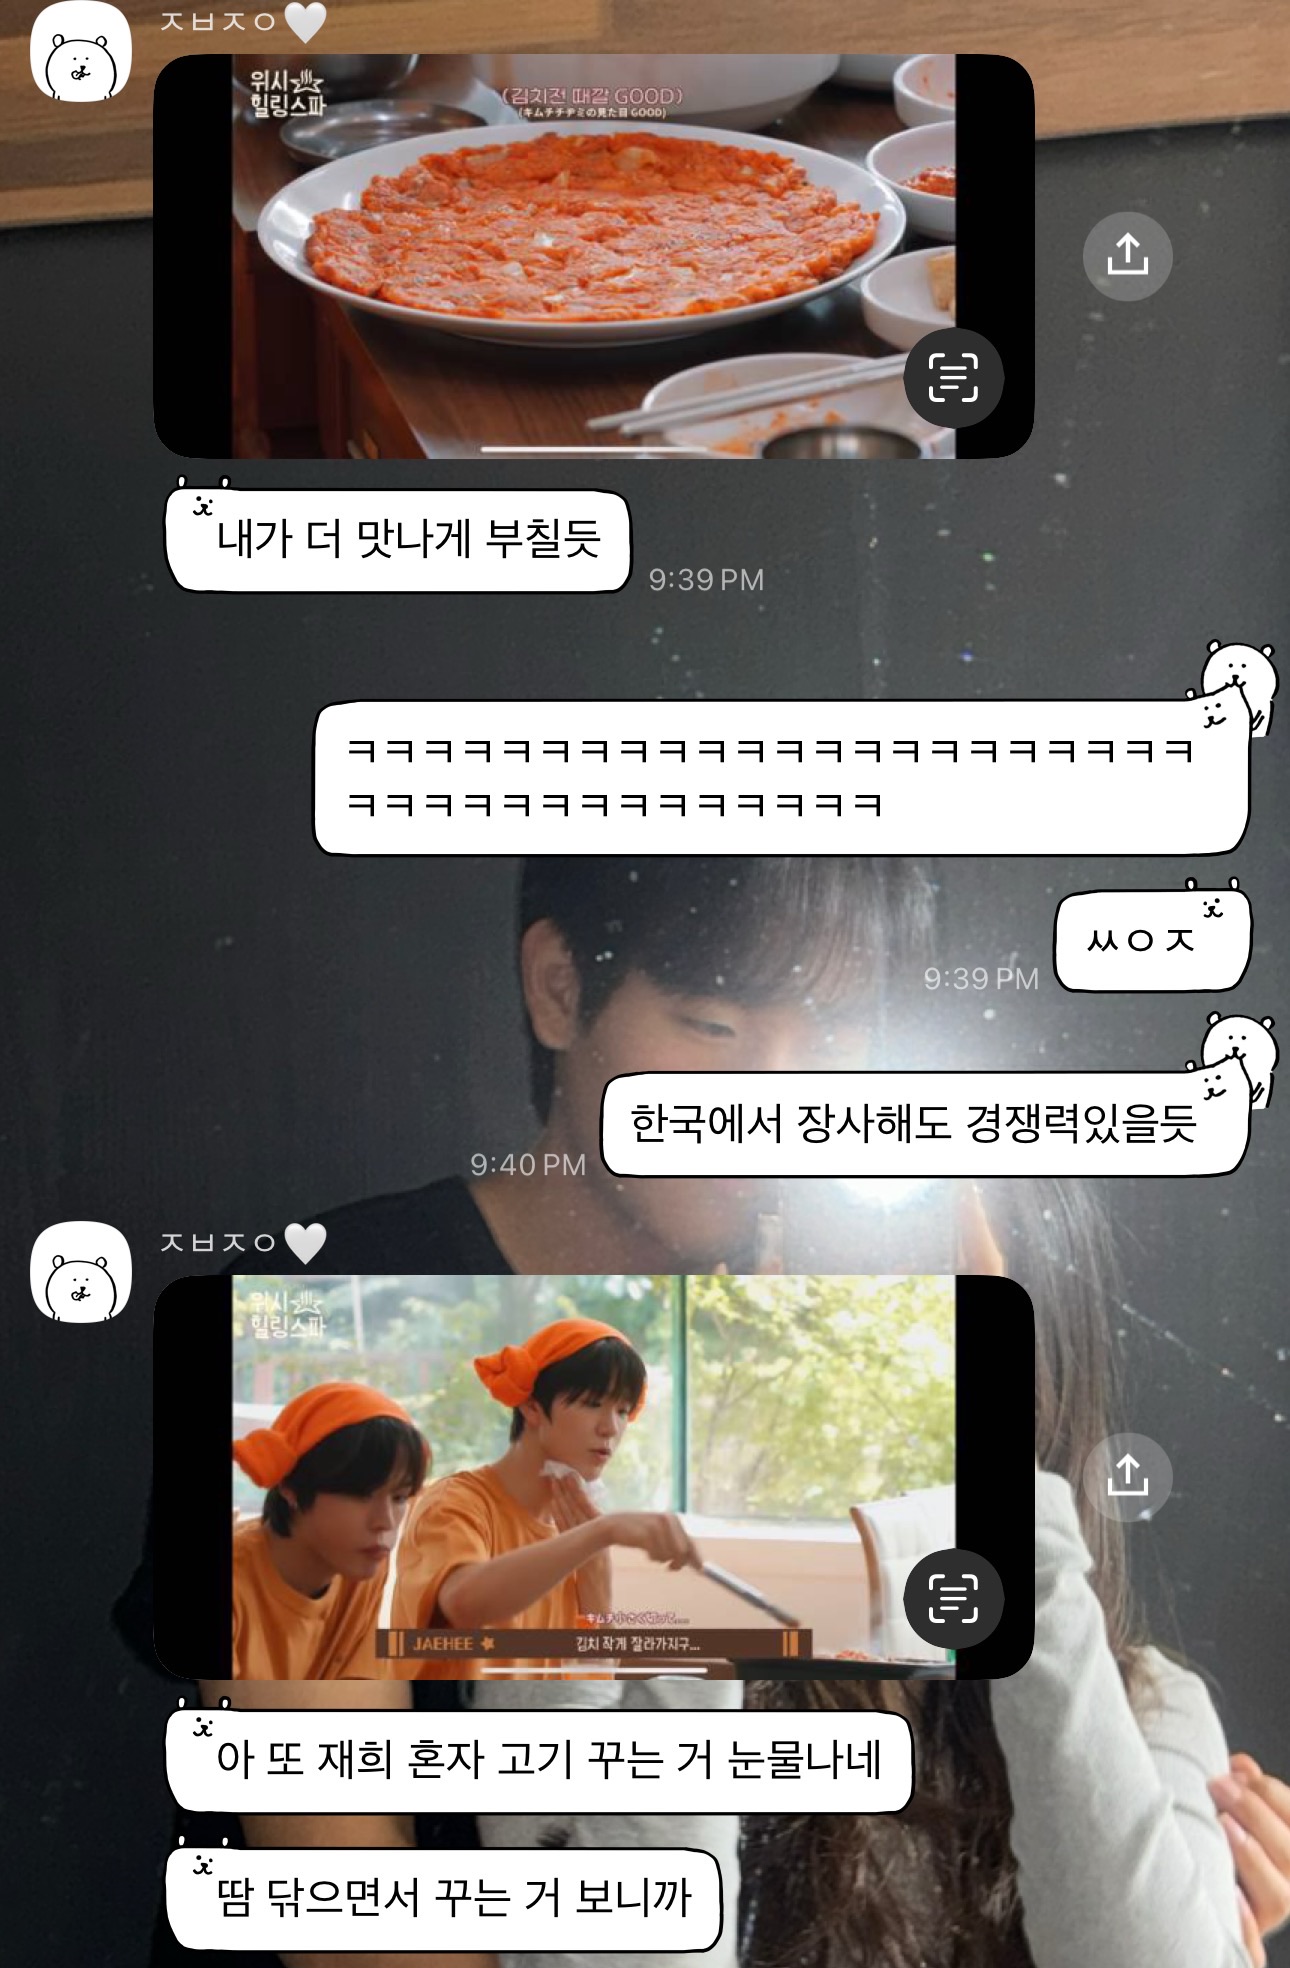 ㅈㅂㅈㅇ🤍
위시
힐링스파
(김치전 때깔 GOOD)
(キムチチヂミの見た目 GOOD)
내가 더 맛나게 부칠듯
9:39 PM
ㅋㅋㅋㅋㅋㅋㅋㅋㅋㅋㅋㅋㅋㅋㅋㅋㅋㅋㅋㅋㅋㅋ
ㅋㅋㅋㅋㅋㅋㅋㅋㅋㅋㅋㅋㅋㅋ
ㅆㅇㅈ
9:39 PM
한국에서 장사해도 경쟁력있을듯
9:40 PM
ㅈㅂㅈㅇ🤍
위시
힐링스파
キムチ小さく切って...
JAEHEE 김치 작게 잘라가지구...
아 또 재희 혼자 고기 꾸는 거 눈물나네
땀 닦으면서 꾸는 거 보니까